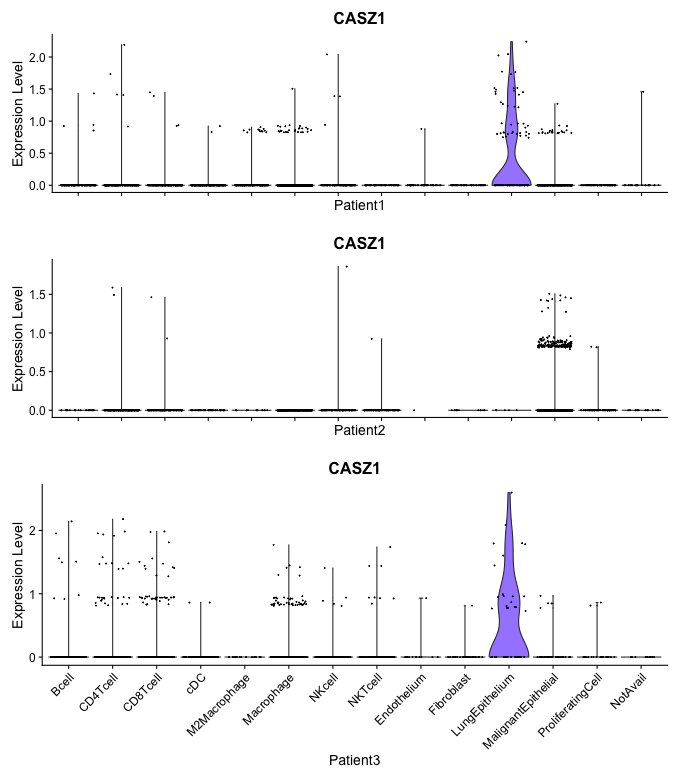 CASZ1
Expression Level
2.0
1.5
1.0
0.5
0.0
Patient1
CASZ1
Expression Level
1.5
1.0
0.5
0.0
Patient2
CASZ1
Expression Level
2
1
0
Bcell
CD4Tcell
CD8Tcell
cDC
M2Macrophage
Macrophage
NKcell
NKTcell
Endothelium
Fibroblast
LungEpithelium
MalignantEpithelial
ProliferatingCell
NotAvail
Patient3